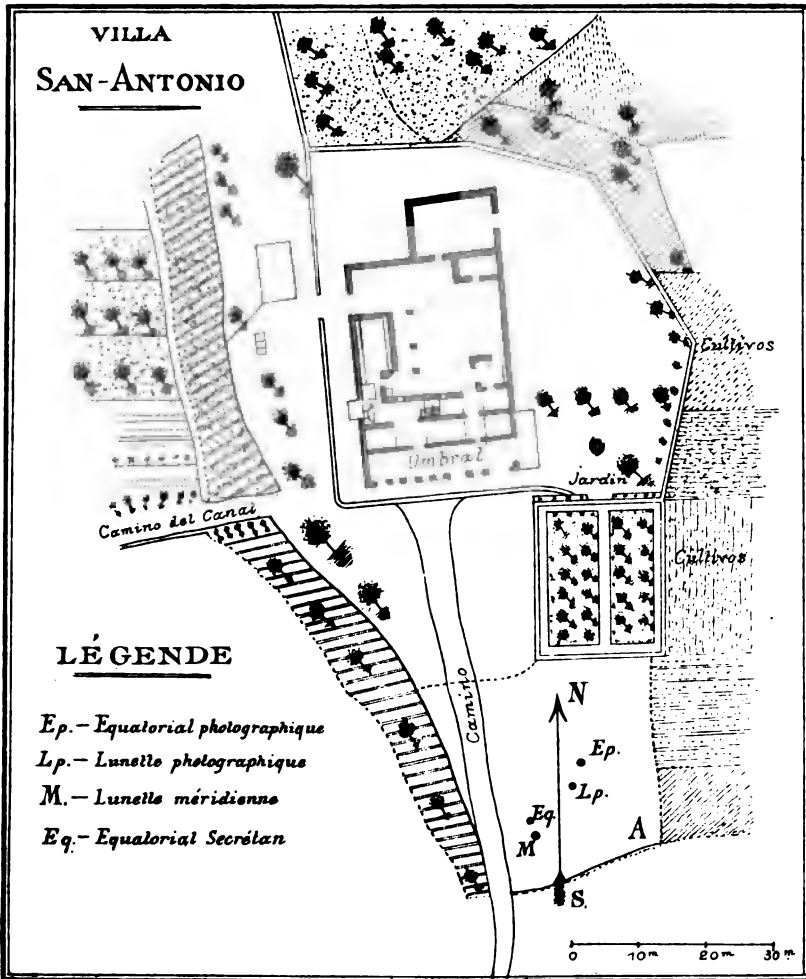 VILLA
SAN-ANTONIO
Cultivos
Umbral
Jardin
Camino del Canal
Cultivos
LÉGENDE
Ep.— Equatorial photographique
Lp.— Lunette photographique
M.— Lunette méridienne
Eq.— Equatorial Secrétan
Camino
N
Ep.
Lp.
Eq.
M
A
S.
0 10m 20m 30m